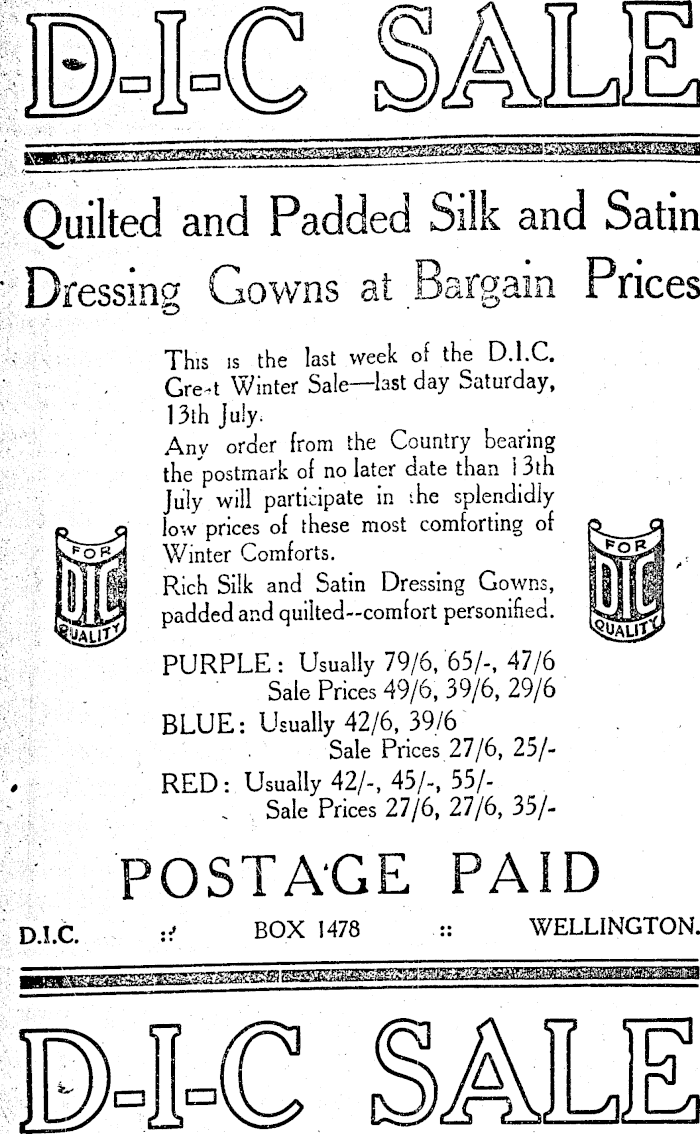 D-I-C SALE
Quilted and Padded Silk and Satin
Dressing Gowns at Bargain Prices
This is the last week of the D.I.C.
Great Winter Sale—last day Saturday,
13th July.
Any order from the Country bearing
the postmark of no later date than 13th
July will participate in the splendidly
low prices of these most comforting of
Winter Comforts.
Rich Silk and Satin Dressing Gowns,
padded and quilted--comfort personified.
FOR
DIC
QUALITY
FOR
DIC
QUALITY
PURPLE: Usually 79/6, 65/-, 47/6
Sale Prices 49/6, 39/6, 29/6
BLUE: Usually 42/6, 39/6
Sale Prices 27/6, 25/-
RED: Usually 42/-, 45/-, 55/-
Sale Prices 27/6, 27/6, 35/-
POSTAGE PAID
D.I.C. :: BOX 1478 :: WELLINGTON.
D-I-C SALE